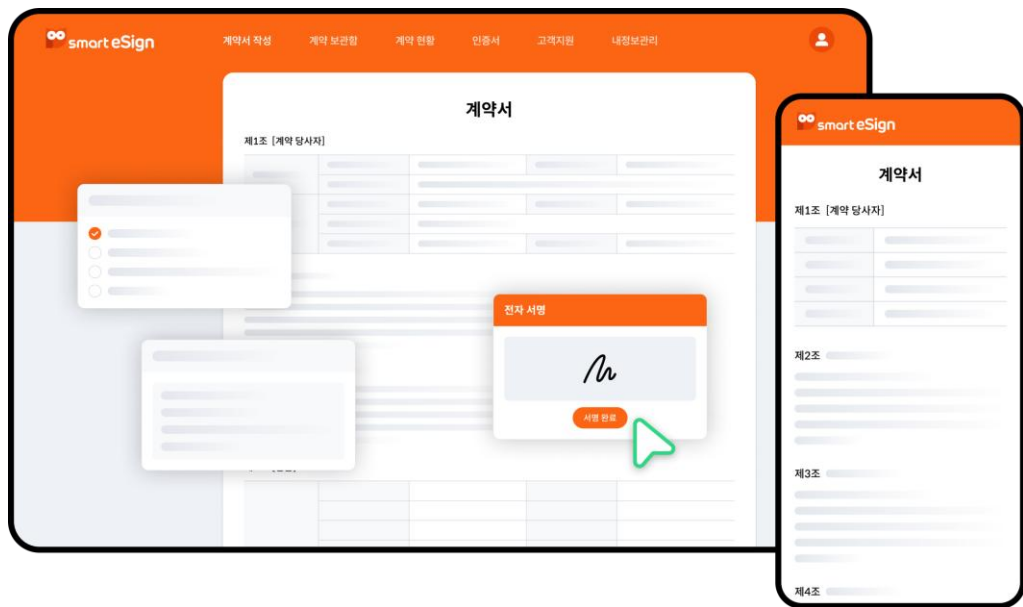 smart eSign
계약서 작성 계약 보관함 계약 현황 인증서 고객지원 내정보관리
계약서
제1조 [계약 당사자]
전자 서명
서명 완료
smart eSign
계약서
제1조 [계약 당사자]
제2조
제3조
제4조